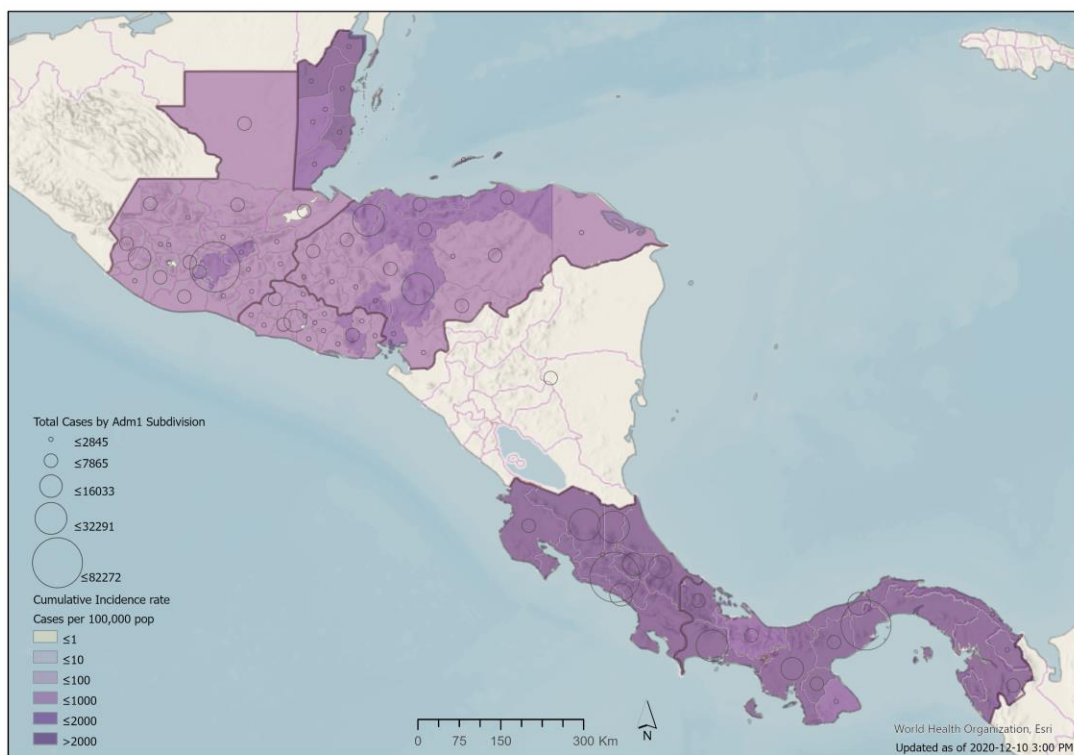 Total Cases by Adm1 Subdivision
≤2845
≤7865
≤16033
≤32291
≤82272
Cumulative Incidence rate
Cases per 100,000 pop
≤1
≤10
≤100
≤1000
≤2000
>2000
0 75 150 300 Km
N
World Health Organization, Esri
Updated as of 2020-12-10 3:00 PM